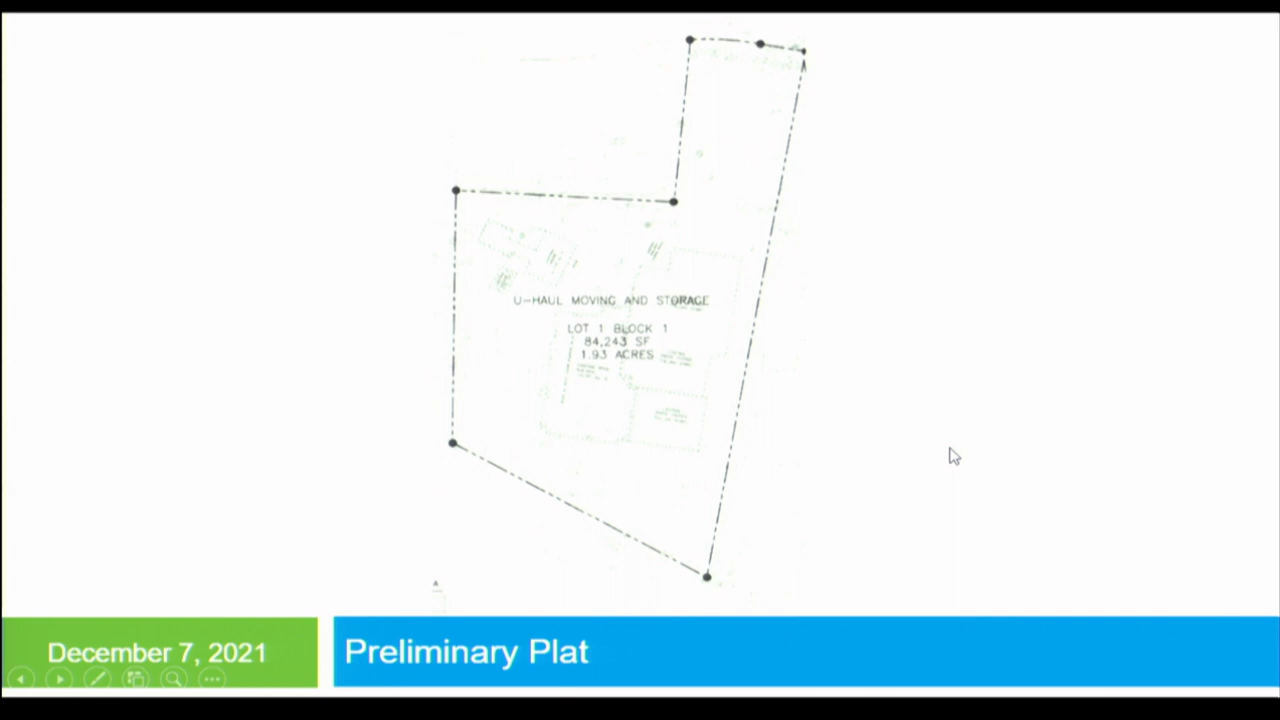 U-HAUL MOVING AND STORAGE
LOT 1 BLOCK 1
84,243 SF
1.93 ACRES
December 7, 2021
Preliminary Plat